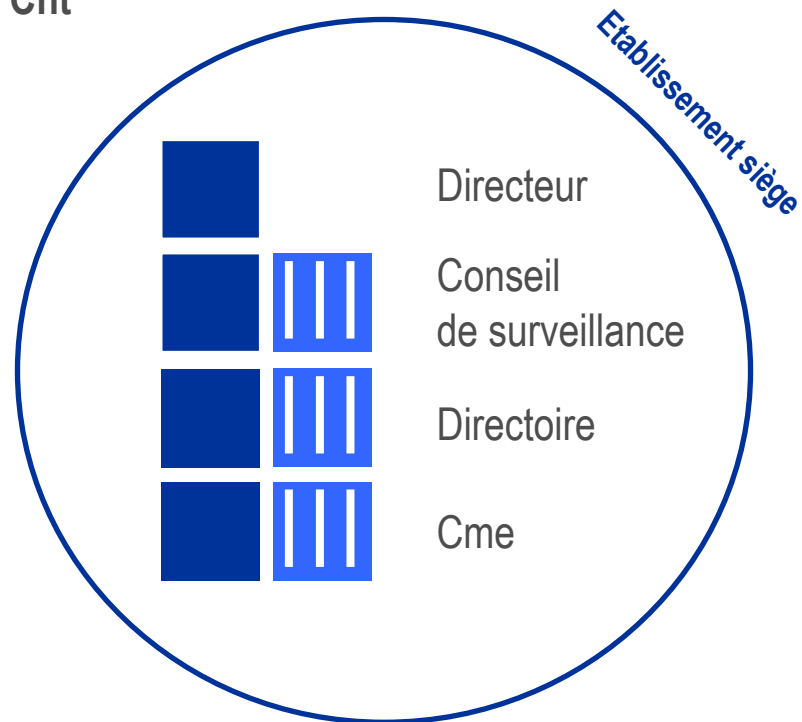 Etablissement siège
Directeur
Conseil
de surveillance
Directoire
Cme